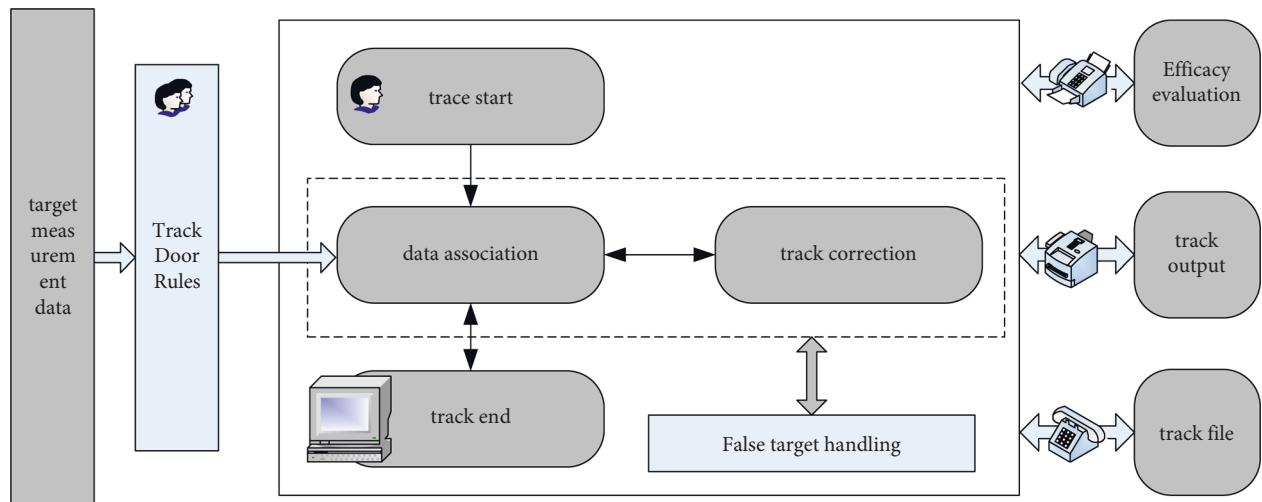 target
meas
urem
ent
data
Track
Door
Rules
trace start
data association
track correction
track end
False target handling
Efficacy
evaluation
track
output
track file